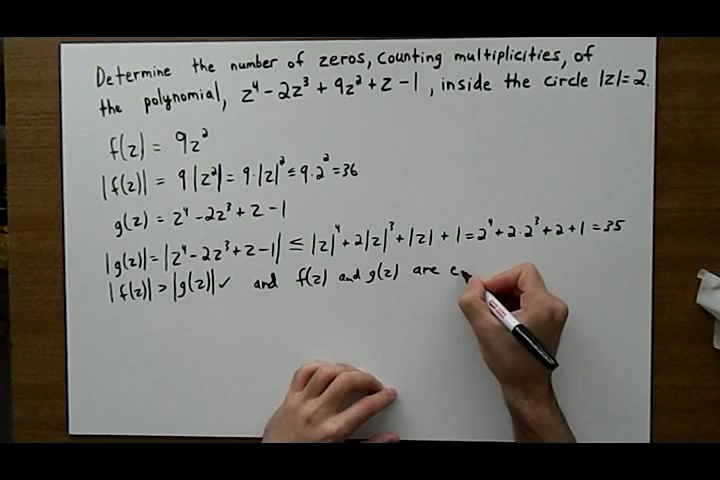 Determine the number of zeros, counting multiplicities, of
the polynomial, z⁴ - 2z³ + 9z² + z - 1, inside the circle |z|=2.
f(z) = 9z²
|f(z)| = 9|z²| = 9·|z|² ≤ 9·2² = 36
g(z) = z⁴ - 2z³ + z - 1
|g(z)| = |z⁴ - 2z³ + z - 1| ≤ |z|⁴ + 2|z|³ + |z| + 1 = 2⁴ + 2·2³ + 2 + 1 = 35
|f(z)| > |g(z)| ✓ and f(z) and g(z) are